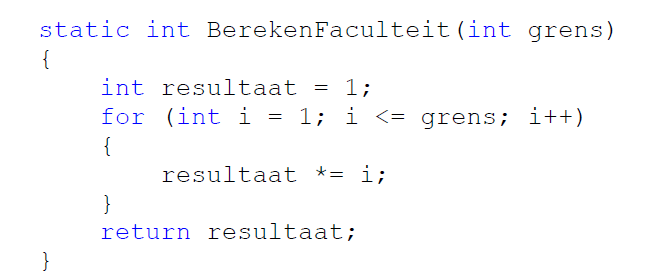 static int BerekenFaculteit(int grens)
{
    int resultaat = 1;
    for (int i = 1; i <= grens; i++)
    {
        resultaat *= i;
    }
    return resultaat;
}